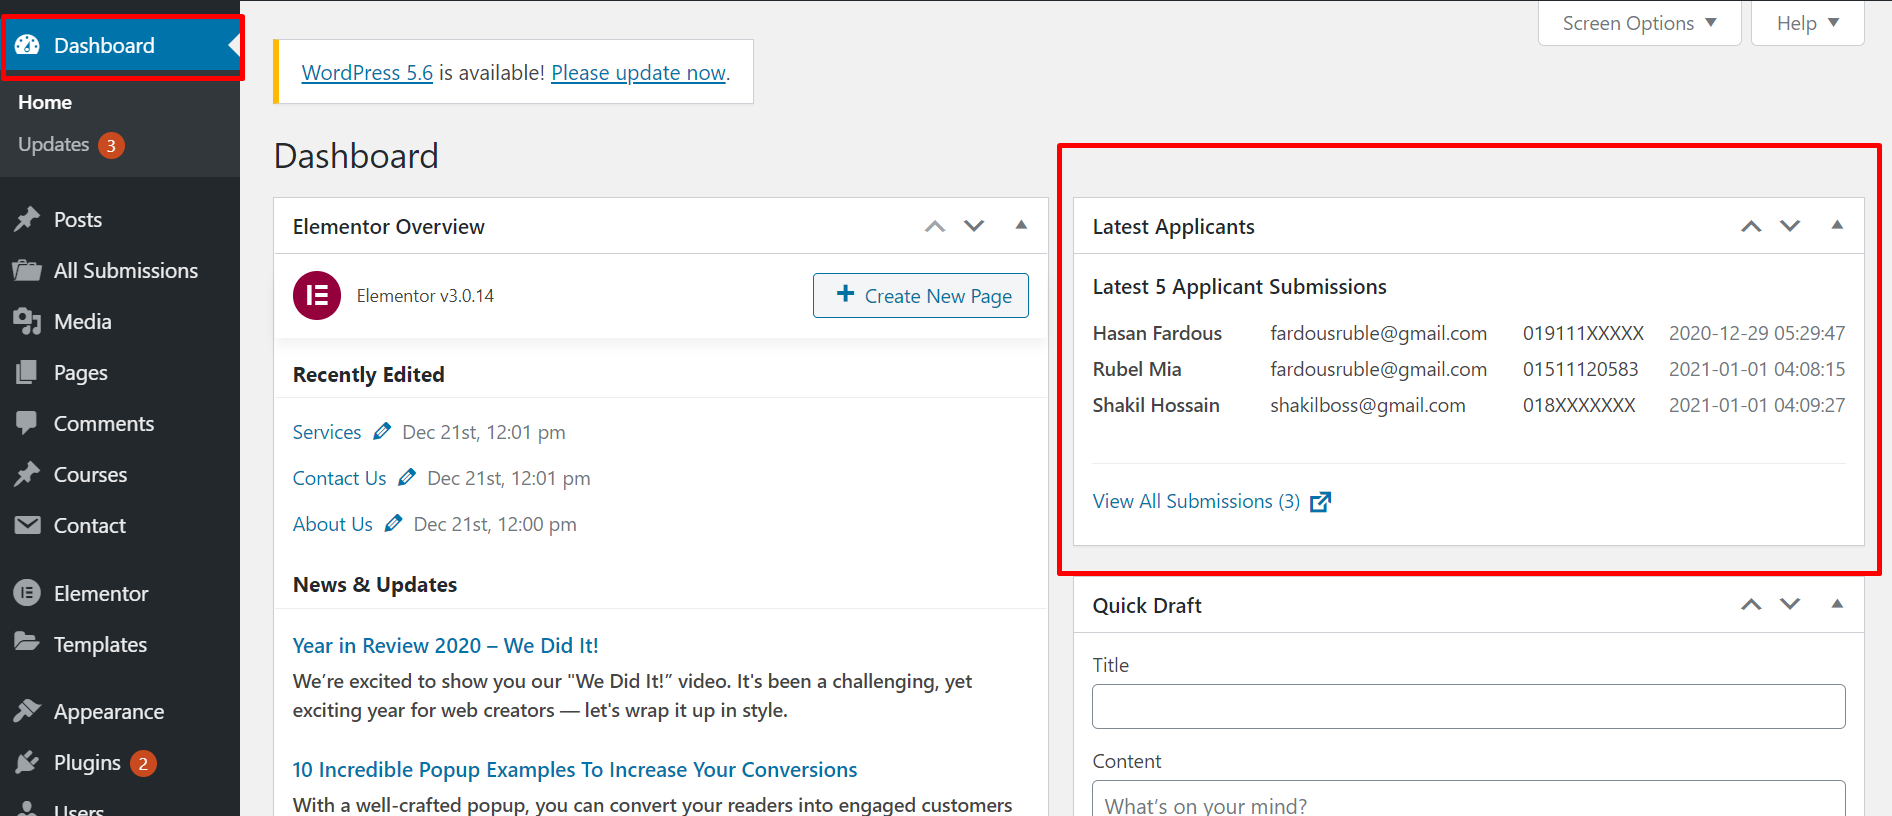 Dashboard
Home
Updates 3
Posts
All Submissions
Media
Pages
Comments
Courses
Contact
Elementor
Templates
Appearance
Plugins 2
Users
Screen Options
Help
WordPress 5.6 is available! Please update now.
Dashboard
Elementor Overview
Elementor v3.0.14
Create New Page
Recently Edited
Services Dec 21st, 12:01 pm
Contact Us Dec 21st, 12:01 pm
About Us Dec 21st, 12:00 pm
News & Updates
Year in Review 2020 – We Did It!
We’re excited to show you our "We Did It!” video. It's been a challenging, yet
exciting year for web creators — let's wrap it up in style.
10 Incredible Popup Examples To Increase Your Conversions
With a well-crafted popup, you can convert your readers into engaged customers
Latest Applicants
Latest 5 Applicant Submissions
Hasan Fardous fardousruble@gmail.com 019111XXXXX 2020-12-29 05:29:47
Rubel Mia fardousruble@gmail.com 01511120583 2021-01-01 04:08:15
Shakil Hossain shakilboss@gmail.com 018XXXXXXX 2021-01-01 04:09:27
View All Submissions (3)
Quick Draft
Title
Content
What’s on your mind?